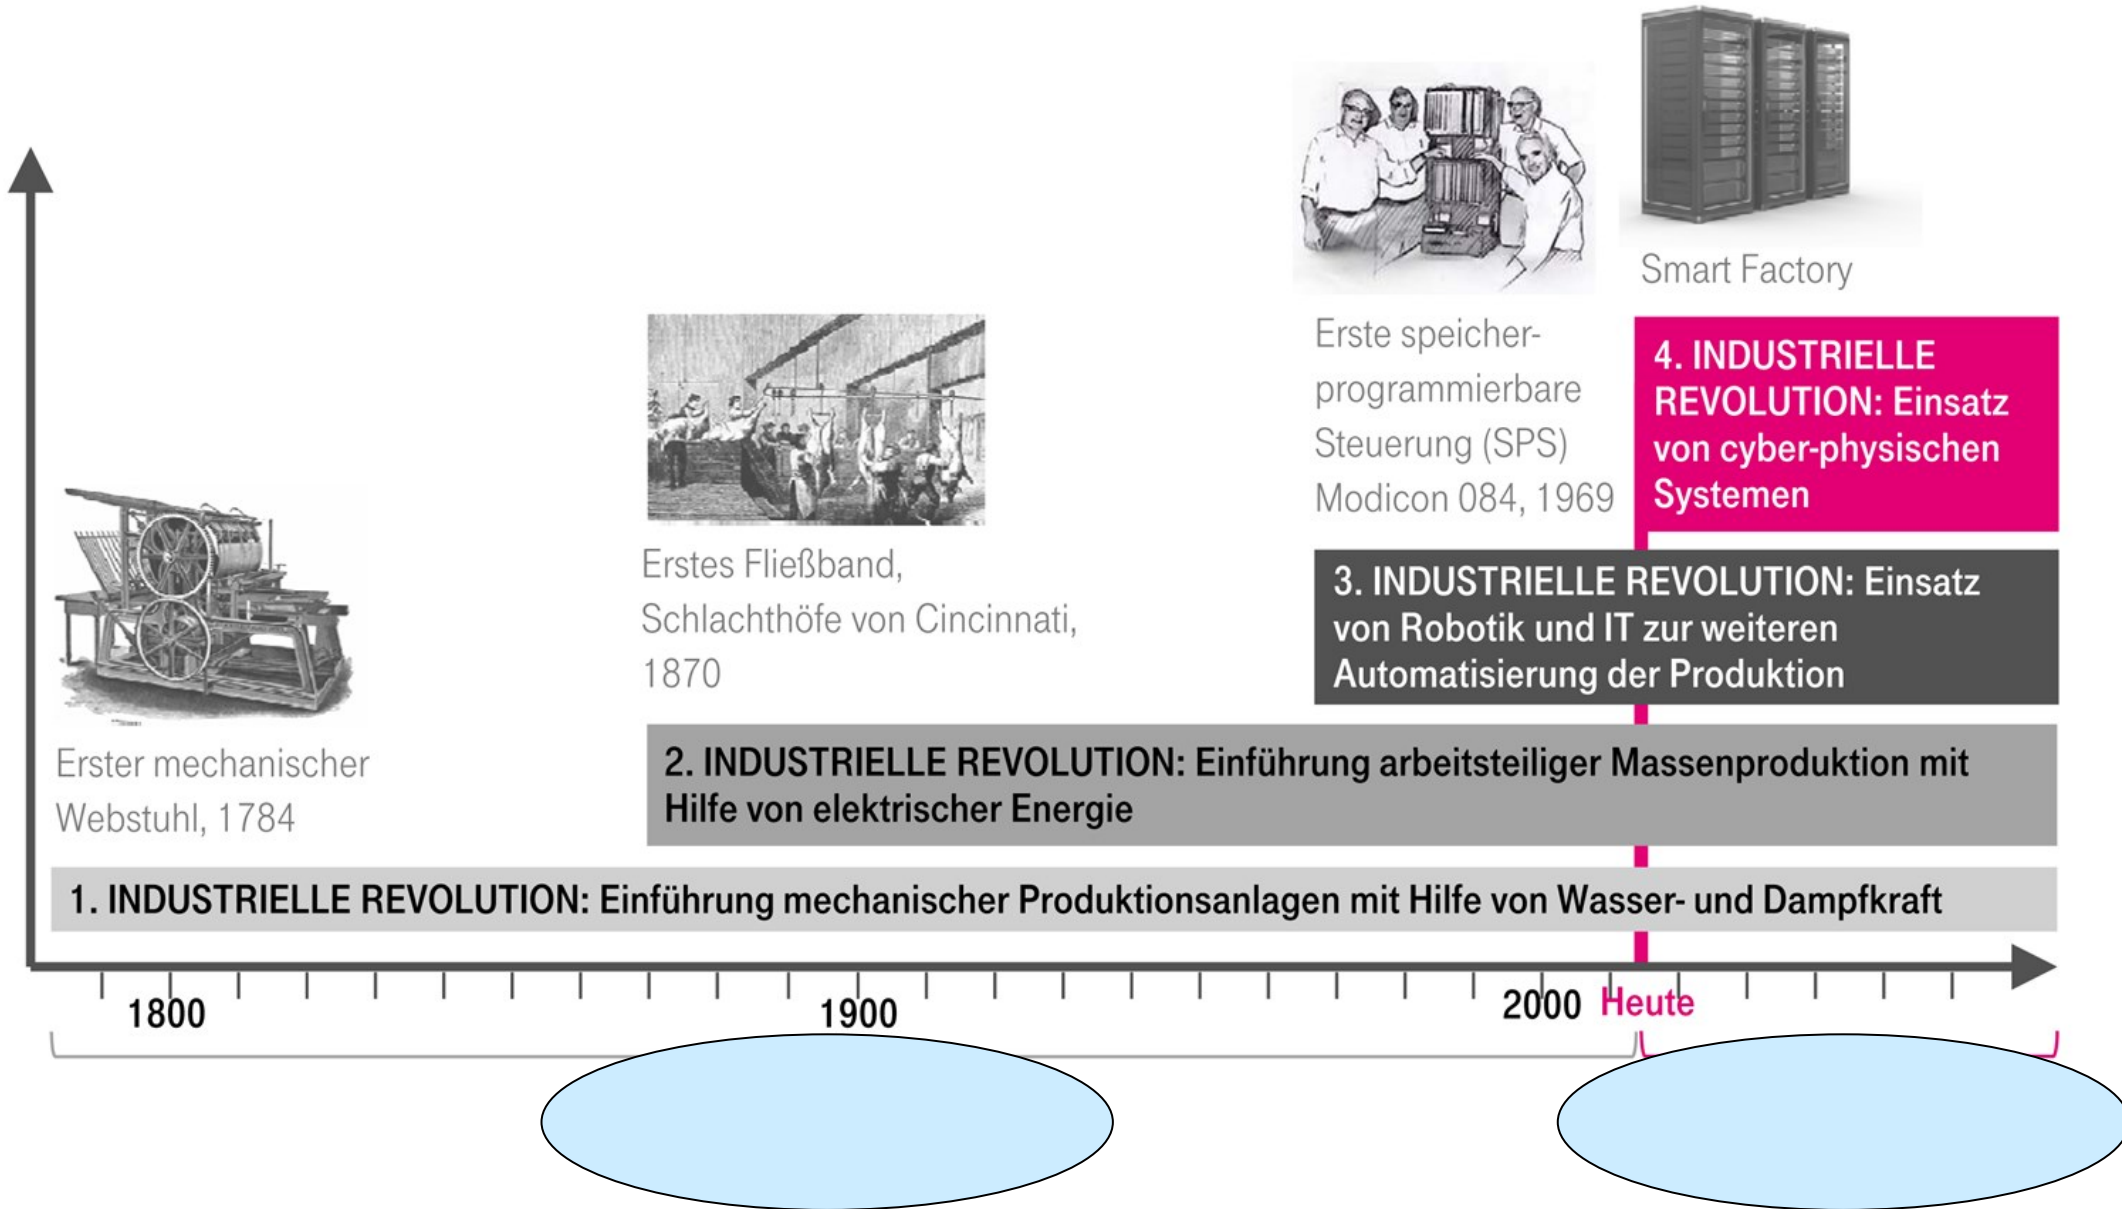 Smart Factory
Erste speicher-
programmierbare
Steuerung (SPS)
Modicon 084, 1969
4. INDUSTRIELLE
REVOLUTION: Einsatz
von cyber-physischen
Systemen
Erstes Fließband,
Schlachthöfe von Cincinnati,
1870
3. INDUSTRIELLE REVOLUTION: Einsatz
von Robotik und IT zur weiteren
Automatisierung der Produktion
Erster mechanischer
Webstuhl, 1784
2. INDUSTRIELLE REVOLUTION: Einführung arbeitsteiliger Massenproduktion mit
Hilfe von elektrischer Energie
1. INDUSTRIELLE REVOLUTION: Einführung mechanischer Produktionsanlagen mit Hilfe von Wasser- und Dampfkraft
1800
1900
2000
Heute